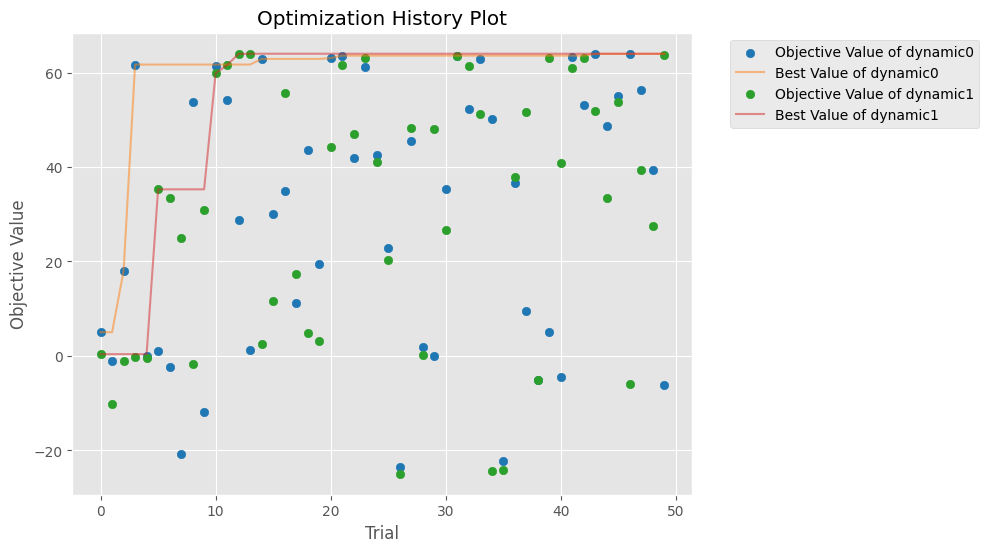 Optimization History Plot
Objective Value of dynamic0
Best Value of dynamic0
Objective Value of dynamic1
Best Value of dynamic1
Objective Value
60
40
20
0
−20
0 10 20 30 40 50
Trial